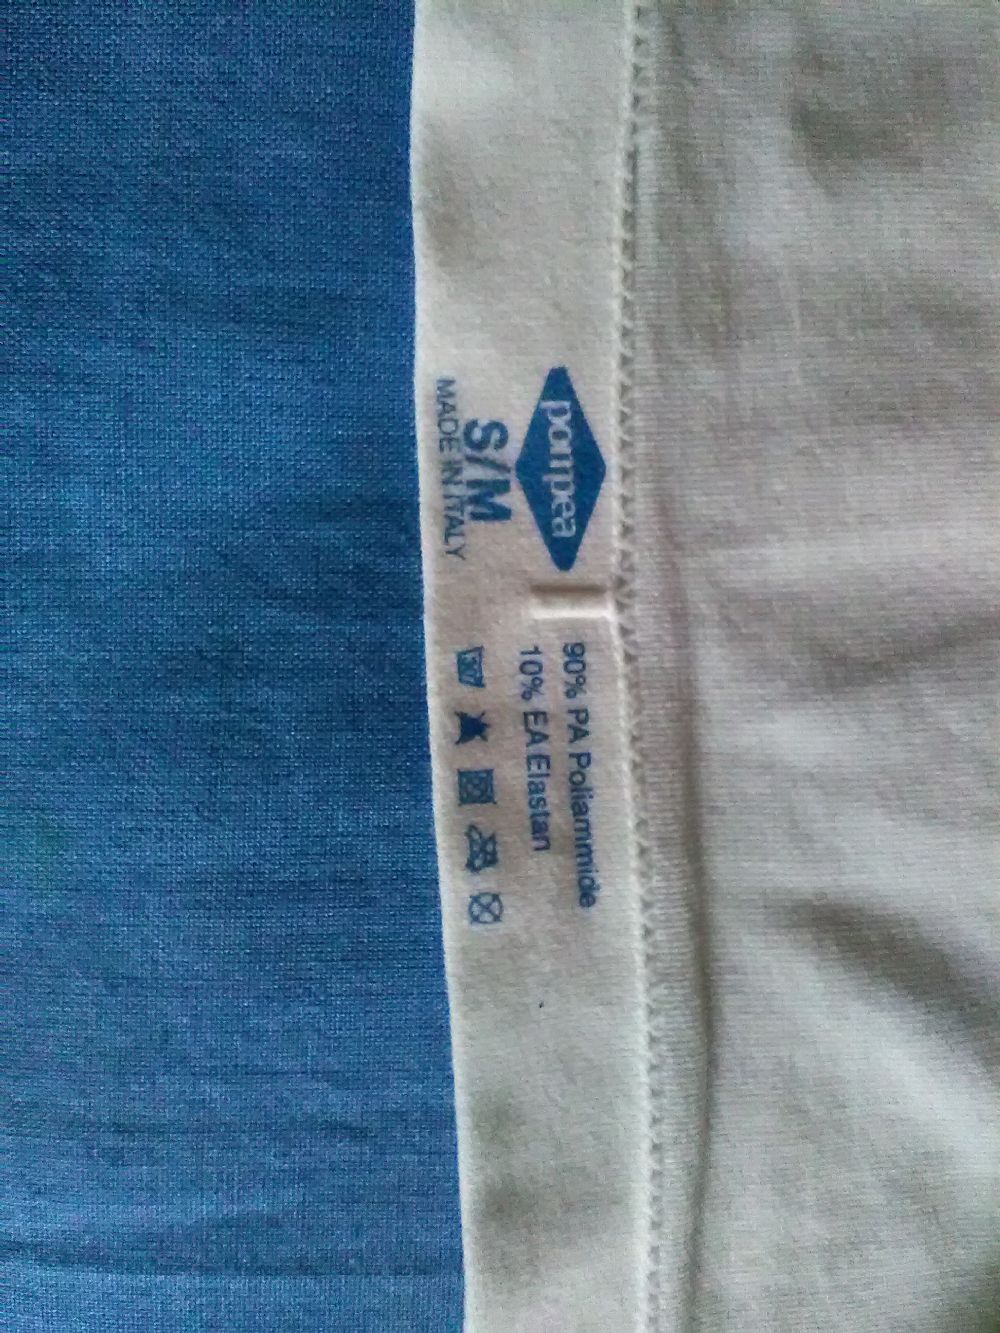 pompea
S/M
MADE IN ITALY
90% PA Poliammide
10% EA Elastan